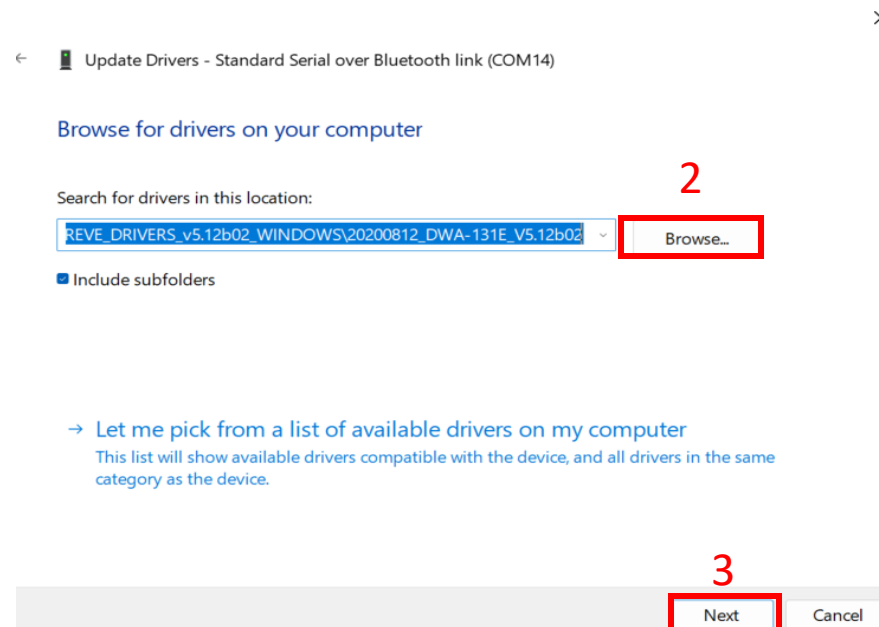 Update Drivers - Standard Serial over Bluetooth link (COM14)
Browse for drivers on your computer
2
Search for drivers in this location:
REVE_DRIVERS_v5.12b02_WINDOWS\20200812_DWA-131E_V5.12b02
Browse...
Include subfolders
Let me pick from a list of available drivers on my computer
This list will show available drivers compatible with the device, and all drivers in the same
category as the device.
3
Next
Cancel